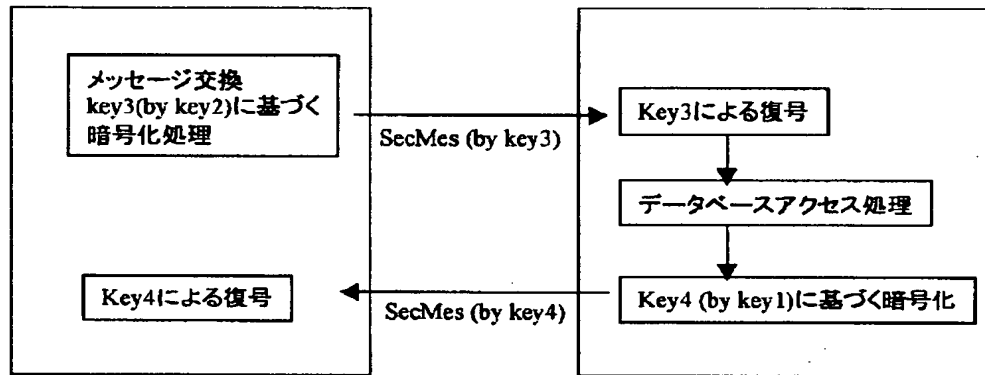 メッセージ交換
key3(by key2)に基づく
暗号化処理
SecMes (by key3)
Key3による復号
データベースアクセス処理
Key4 (by key1)に基づく暗号化
SecMes (by key4)
Key4による復号